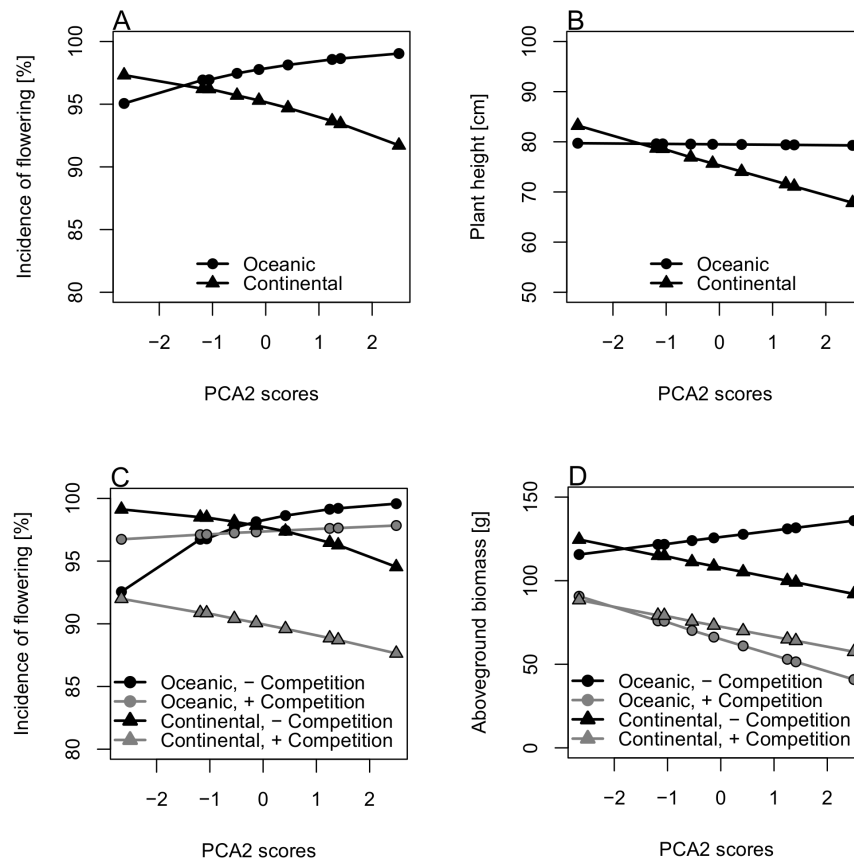 A
Incidence of flowering [%]
100
95
90
85
80
Oceanic
Continental
−2 −1 0 1 2
PCA2 scores
B
Plant height [cm]
100
90
80
70
60
50
Oceanic
Continental
−2 −1 0 1 2
PCA2 scores
C
Incidence of flowering [%]
100
95
90
85
80
Oceanic, − Competition
Oceanic, + Competition
Continental, − Competition
Continental, + Competition
−2 −1 0 1 2
PCA2 scores
D
Aboveground biomass [g]
150
100
50
0
Oceanic, − Competition
Oceanic, + Competition
Continental, − Competition
Continental, + Competition
−2 −1 0 1 2
PCA2 scores